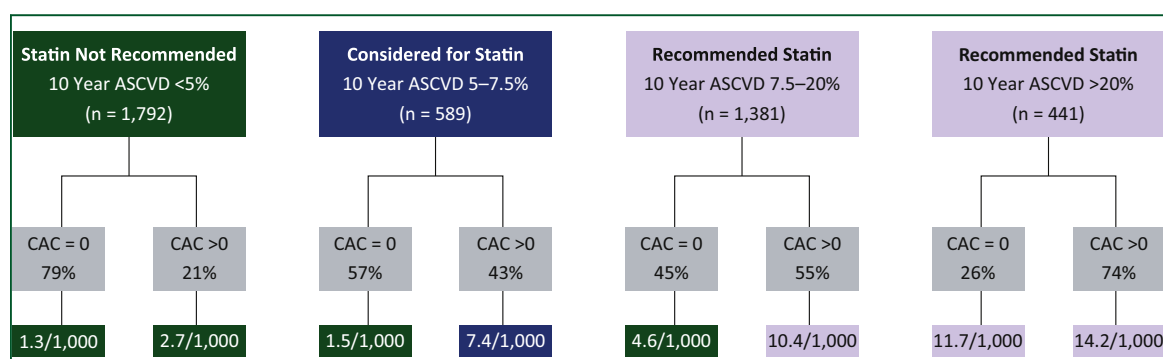 Statin Not Recommended
10 Year ASCVD <5%
(n = 1,792)
Considered for Statin
10 Year ASCVD 5–7.5%
(n = 589)
Recommended Statin
10 Year ASCVD 7.5–20%
(n = 1,381)
Recommended Statin
10 Year ASCVD >20%
(n = 441)
CAC = 0
79%
CAC >0
21%
CAC = 0
57%
CAC >0
43%
CAC = 0
45%
CAC >0
55%
CAC = 0
26%
CAC >0
74%
1.3/1,000
2.7/1,000
1.5/1,000
7.4/1,000
4.6/1,000
10.4/1,000
11.7/1,000
14.2/1,000